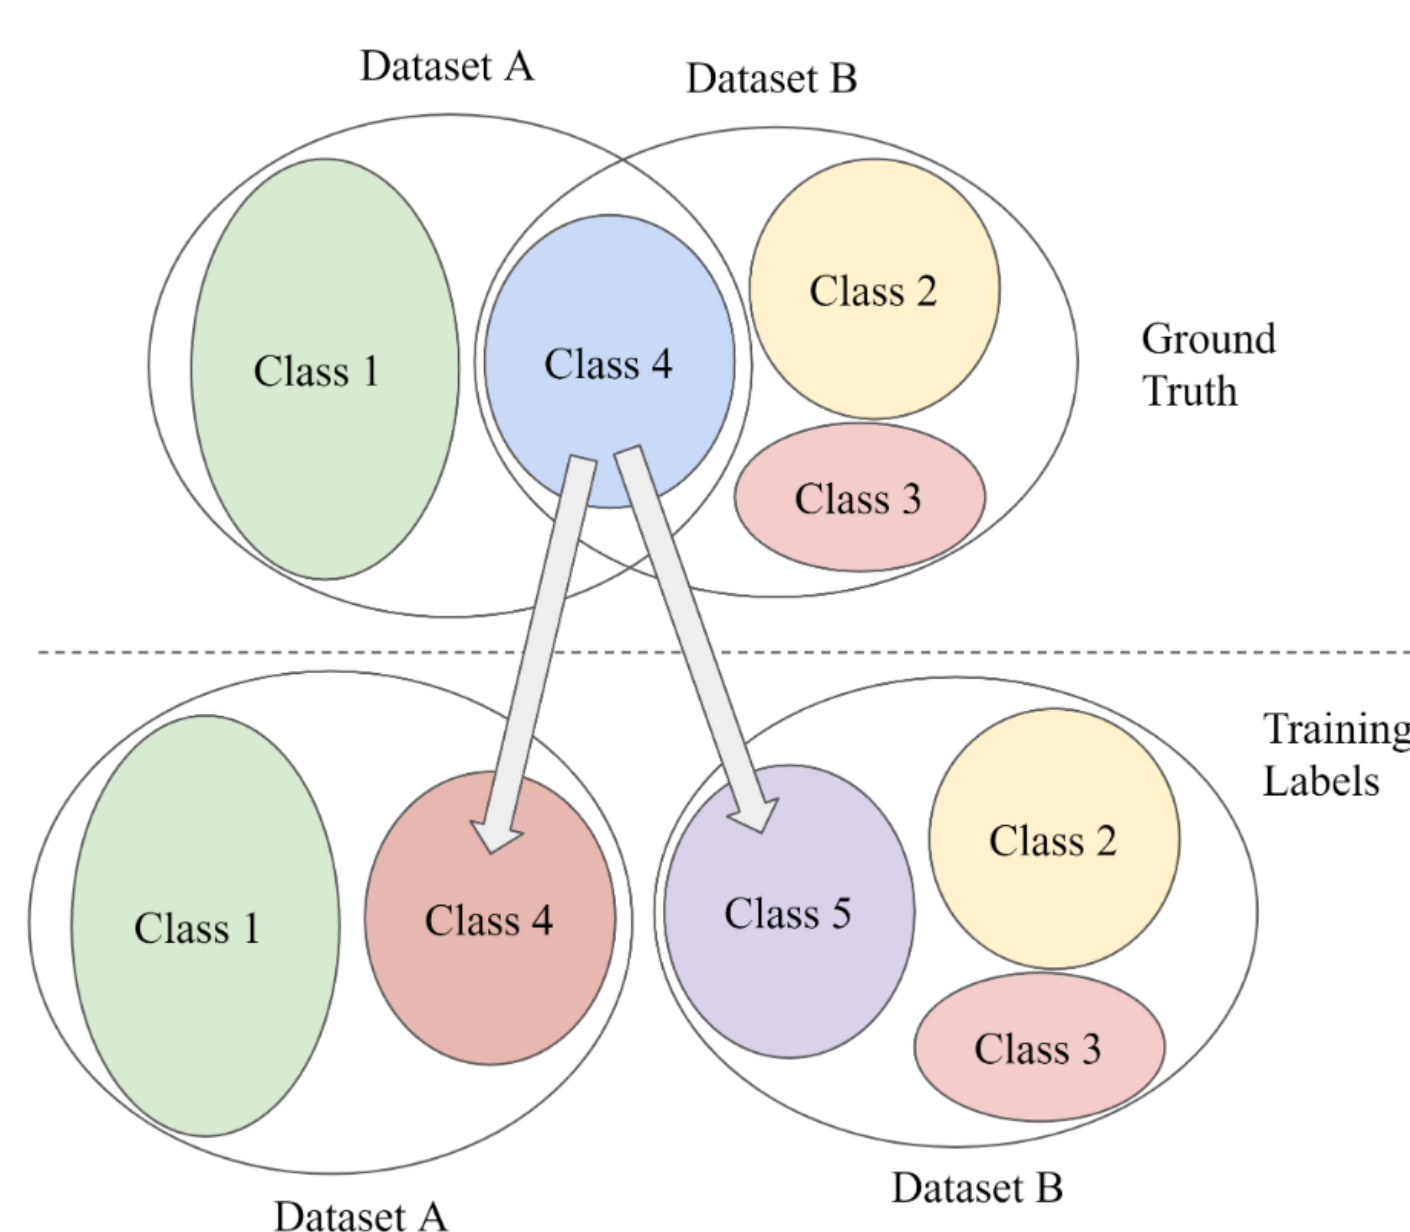 Dataset A
Dataset B
Class 1
Class 4
Class 2
Class 3
Ground
Truth
Training
Labels
Class 1
Class 4
Class 5
Class 2
Class 3
Dataset A
Dataset B